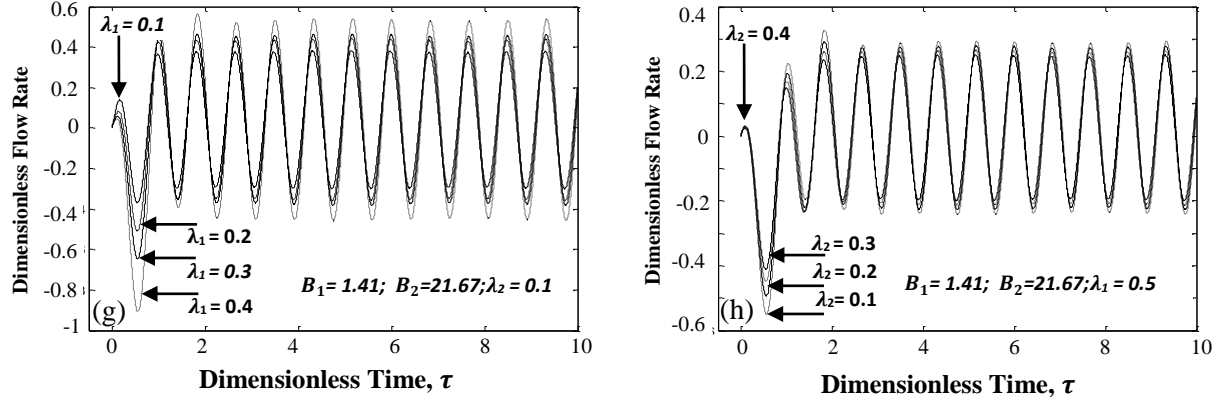 0.6
λ₁ = 0.1
0.4
0.2
0
-0.2
-0.4
-0.6
-0.8
-1
Dimensionless Flow Rate
λ₁ = 0.2
λ₁ = 0.3
λ₁ = 0.4
B₁= 1.41; B₂=21.67;λ₂ = 0.1
(g)
0 2 4 6 8 10
Dimensionless Time, τ
0.4
λ₂ = 0.4
0.2
0
-0.2
-0.4
-0.6
Dimensionless Flow Rate
λ₂ = 0.3
λ₂ = 0.2
λ₂= 0.1
B₁= 1.41; B₂=21.67;λ₁ = 0.5
(h)
0 2 4 6 8 10
Dimensionless Time, τ